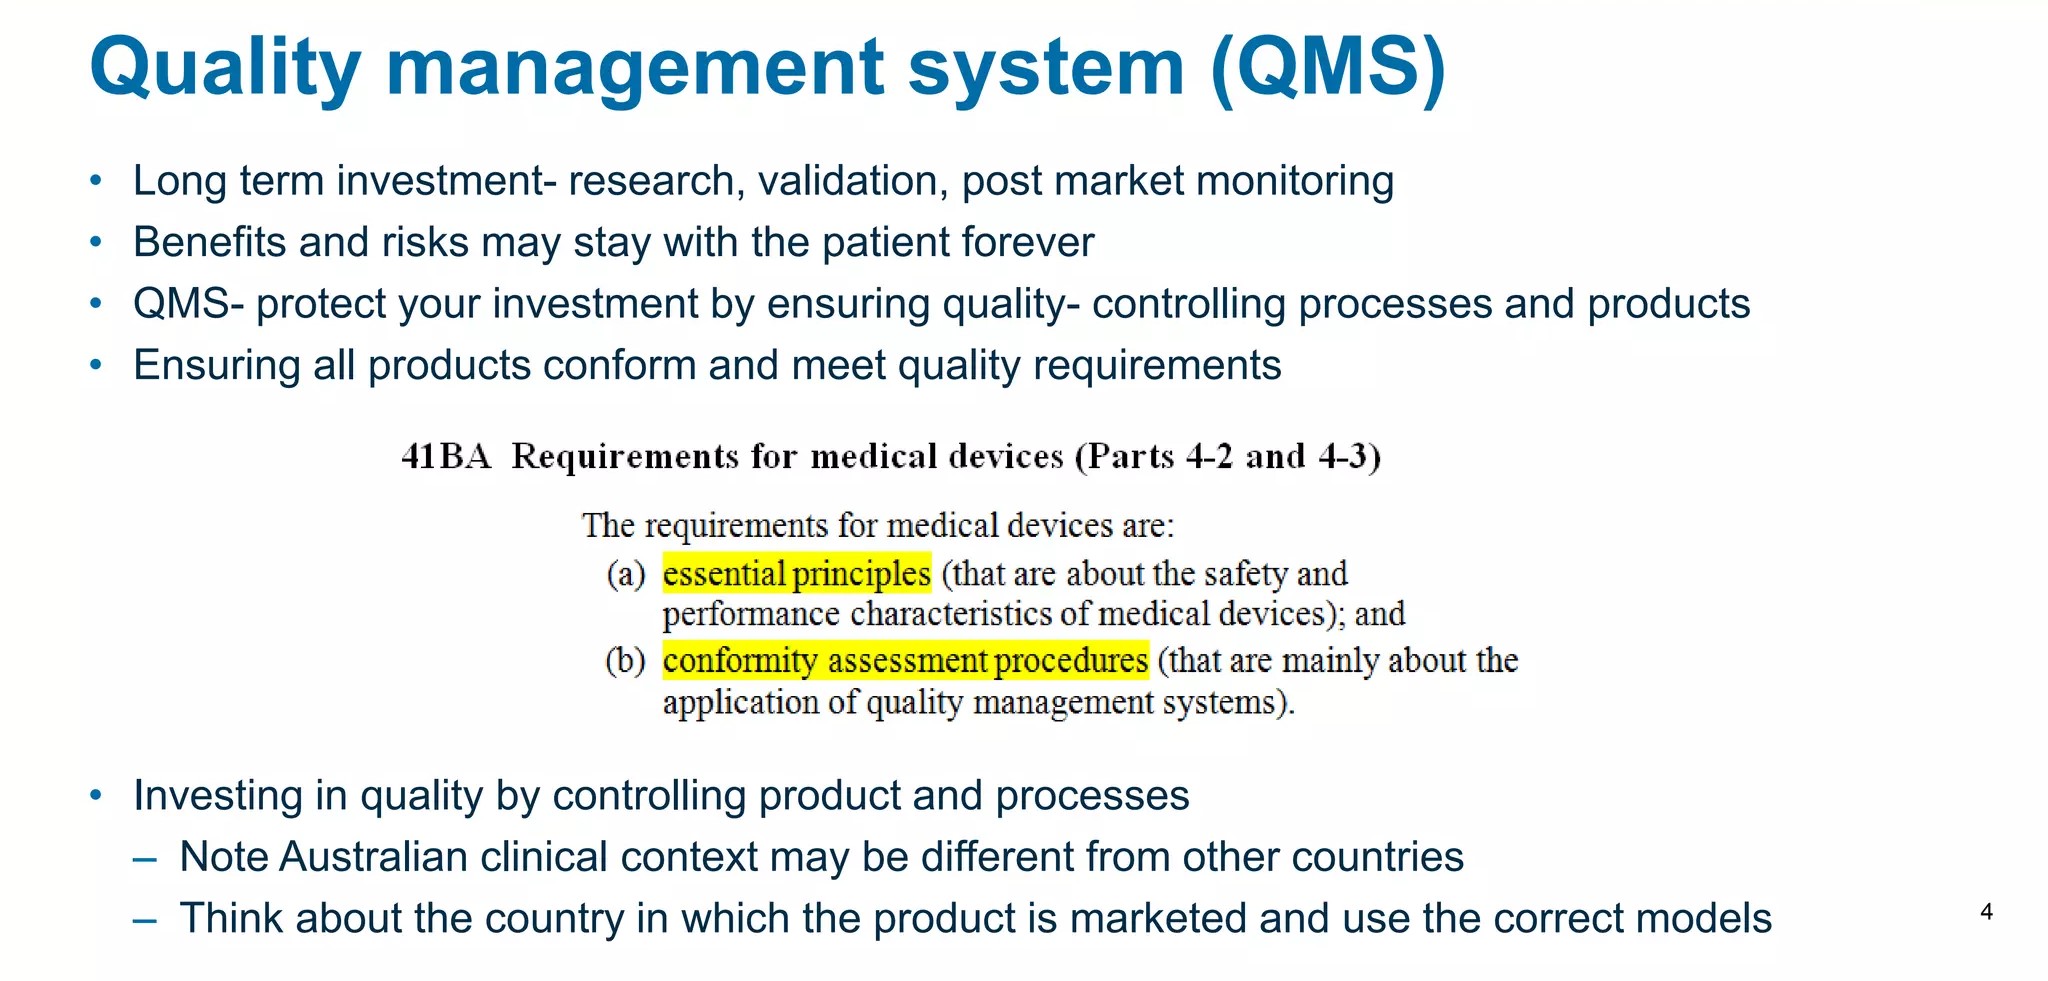 Quality management system (QMS)
• Long term investment- research, validation, post market monitoring
• Benefits and risks may stay with the patient forever
• QMS- protect your investment by ensuring quality- controlling processes and products
• Ensuring all products conform and meet quality requirements
41BA Requirements for medical devices (Parts 4-2 and 4-3)
The requirements for medical devices are:
(a) essential principles (that are about the safety and
performance characteristics of medical devices); and
(b) conformity assessment procedures (that are mainly about the
application of quality management systems).
• Investing in quality by controlling product and processes
– Note Australian clinical context may be different from other countries
– Think about the country in which the product is marketed and use the correct models
4